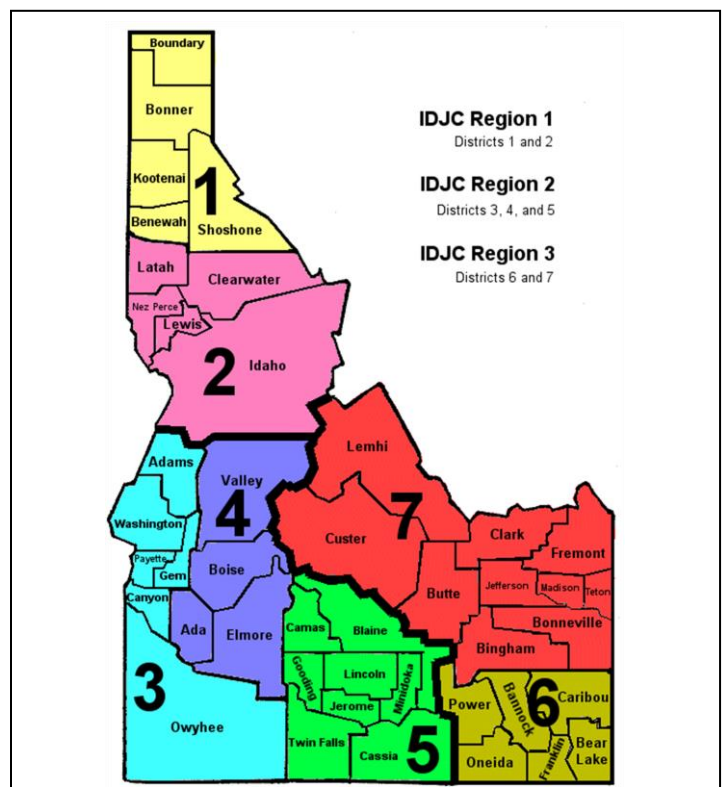 Boundary
Bonner
IDJC Region 1
Districts 1 and 2
Kootenai
1
IDJC Region 2
Districts 3, 4, and 5
Benewah
Shoshone
IDJC Region 3
Districts 6 and 7
Latah
Clearwater
Nez Perce
Lewis
2
Idaho
Lemhi
Adams
Valley
7
4
Washington
Custer
Clark
Fremont
Payette
Gem
Boise
Butte
Jefferson
Madison
Teton
Canyon
Ada
Elmore
Camas
Blaine
Bonneville
Bingham
3
Gooding
Lincoln
Minidoka
Jerome
Power
Bannock
6
Caribou
Owyhee
Twin Falls
Cassia
5
Oneida
Franklin
Bear
Lake